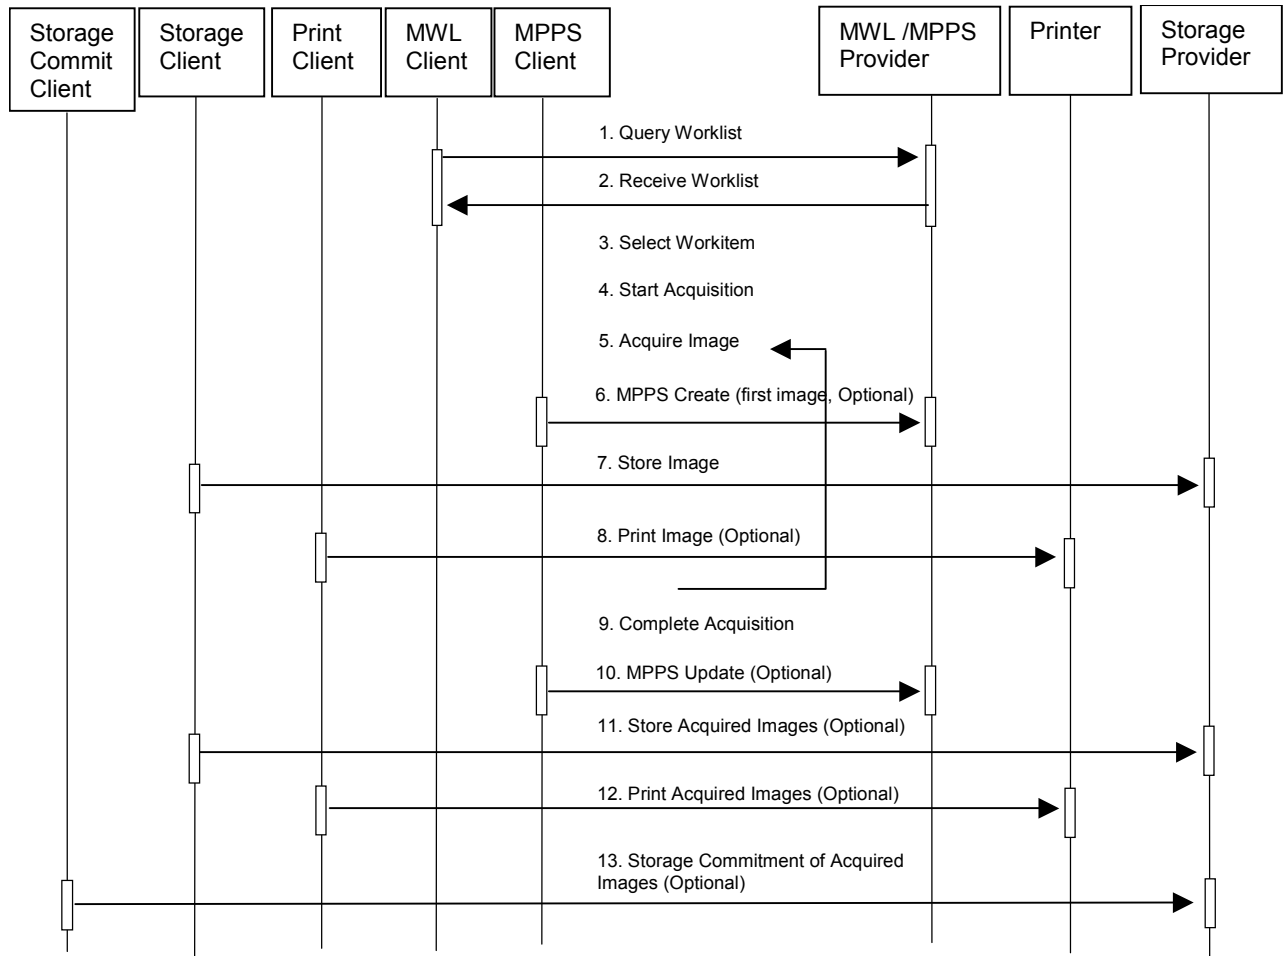 Storage
Commit
Client
Storage
Client
Print
Client
MWL
Client
MPPS
Client
MWL /MPPS
Provider
Printer
Storage
Provider
1. Query Worklist
2. Receive Worklist
3. Select Workitem
4. Start Acquisition
5. Acquire Image
6. MPPS Create (first image, Optional)
7. Store Image
8. Print Image (Optional)
9. Complete Acquisition
10. MPPS Update (Optional)
11. Store Acquired Images (Optional)
12. Print Acquired Images (Optional)
13. Storage Commitment of Acquired
Images (Optional)